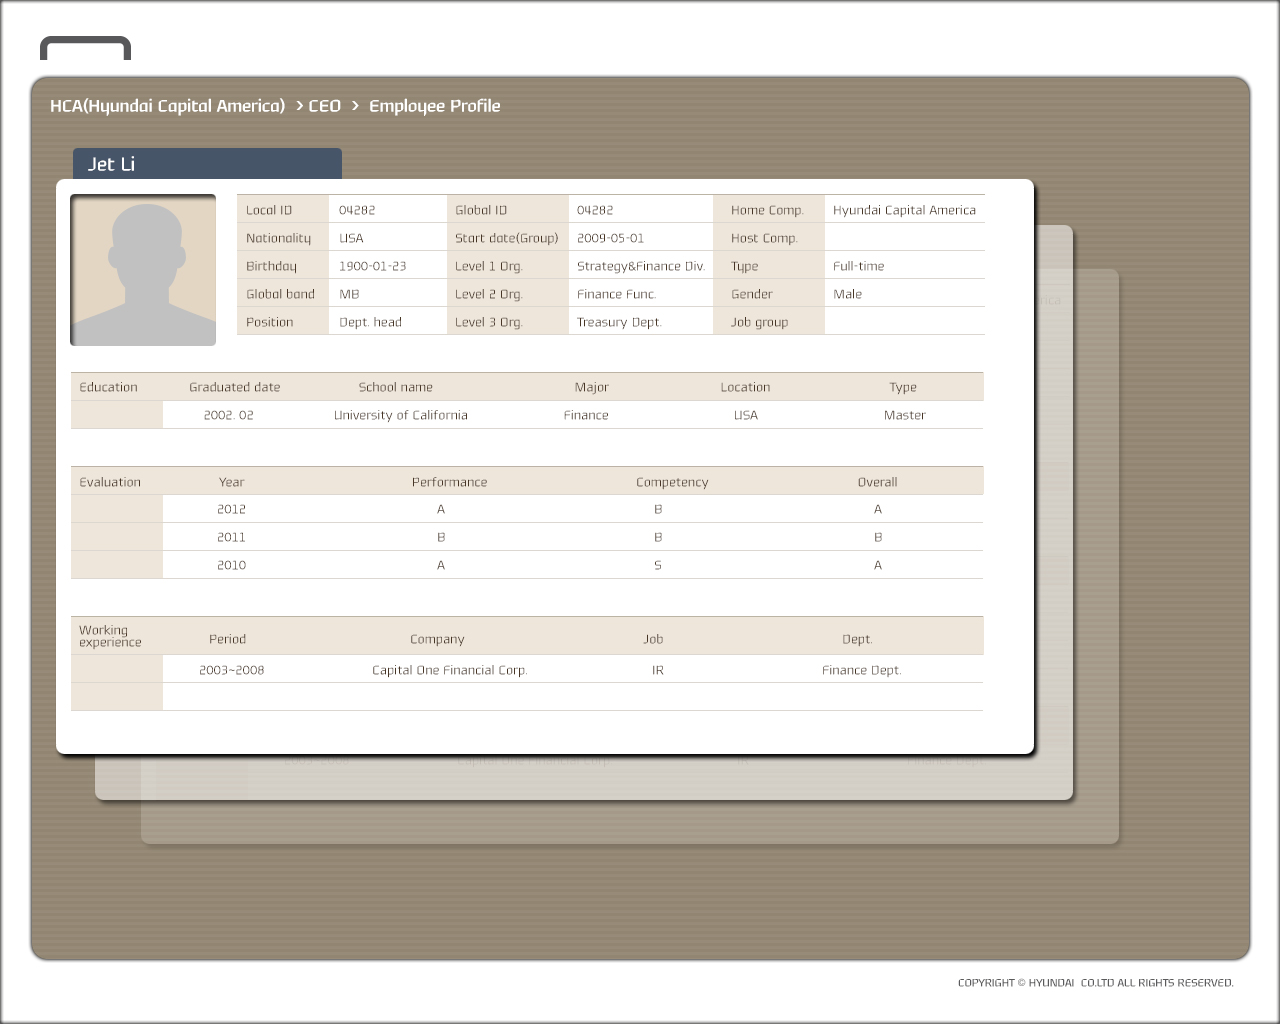 HCA(Hyundai Capital America) > CEO > Employee Profile
Jet Li
Local ID 04282 Global ID 04282 Home Comp. Hyundai Capital America
Nationality USA Start date(Group) 2009-05-01 Host Comp.
Birthday 1900-01-23 Level 1 Org. Strategy&Finance Div. Type Full-time
Global band MB Level 2 Org. Finance Func. Gender Male
Position Dept. head Level 3 Org. Treasury Dept. Job group
Education Graduated date School name Major Location Type
2002. 02 University of California Finance USA Master
Evaluation Year Performance Competency Overall
2012 A B A
2011 B B B
2010 A S A
Working experience Period Company Job Dept.
2003~2008 Capital One Financial Corp. IR Finance Dept.
COPYRIGHT © HYUNDAI CO.LTD ALL RIGHTS RESERVED.